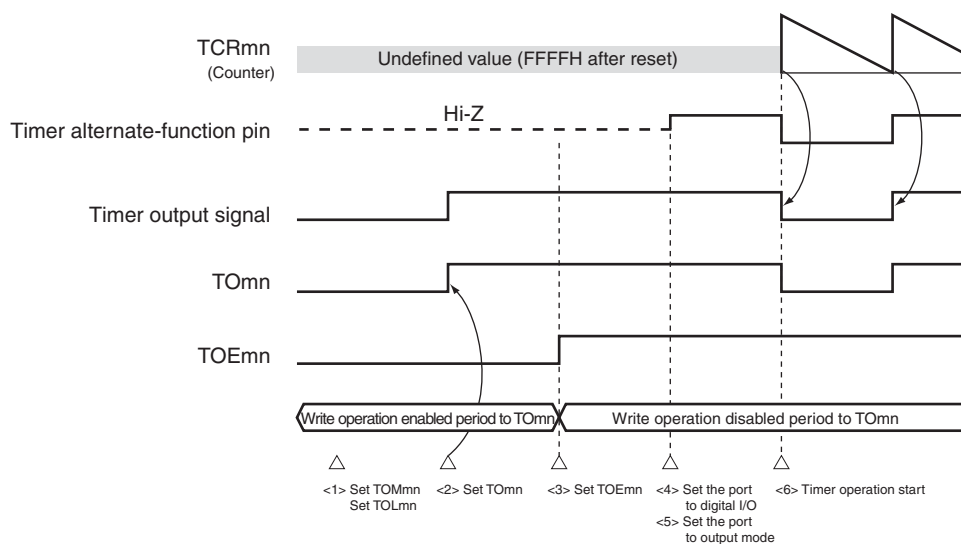 TCRmn
(Counter)
Undefined value (FFFFH after reset)
Hi-Z
Timer alternate-function pin
Timer output signal
TOmn
TOEmn
Write operation enabled period to TOmn
Write operation disabled period to TOmn
<1> Set TOMmn
Set TOLmn
<2> Set TOmn
<3> Set TOEmn
<4> Set the port
to digital I/O
<5> Set the port
to output mode
<6> Timer operation start